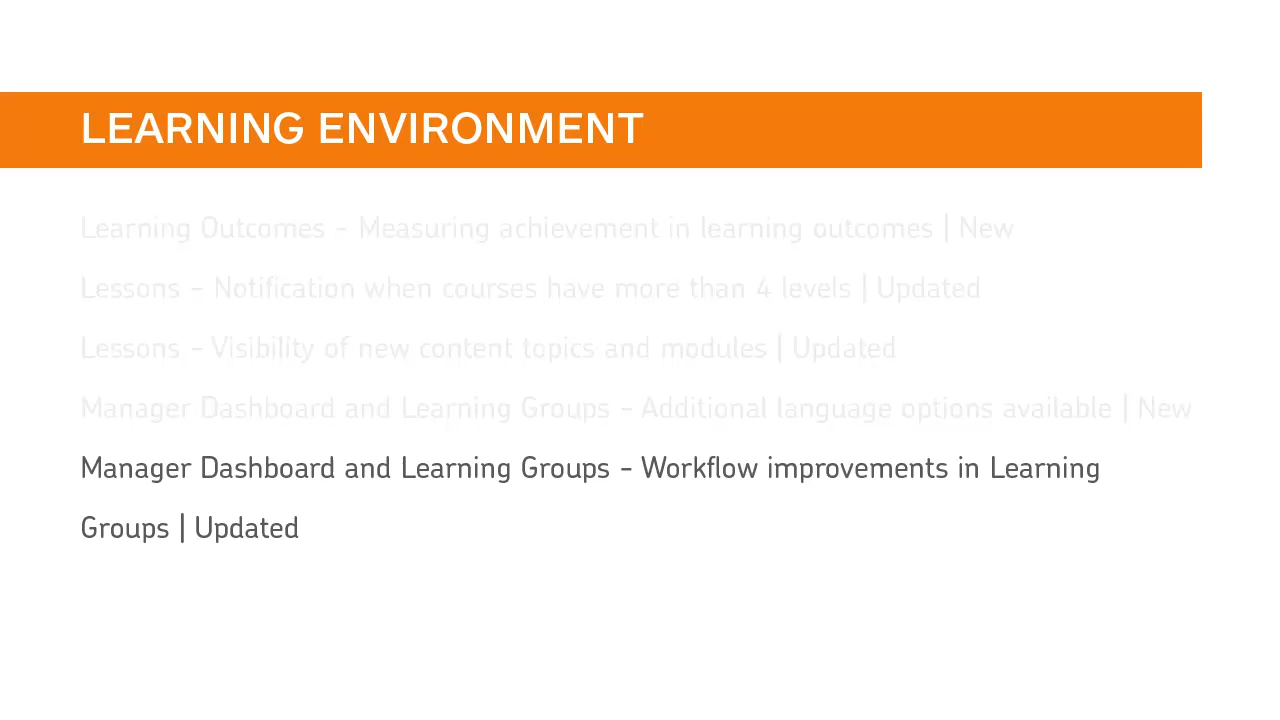 LEARNING ENVIRONMENT
Learning Outcomes - Measuring achievement in learning outcomes | New
Lessons – Notification when courses have more than 4 levels | Updated
Lessons – Visibility of new content topics and modules | Updated
Manager Dashboard and Learning Groups – Additional language options available | New
Manager Dashboard and Learning Groups – Workflow improvements in Learning
Groups | Updated